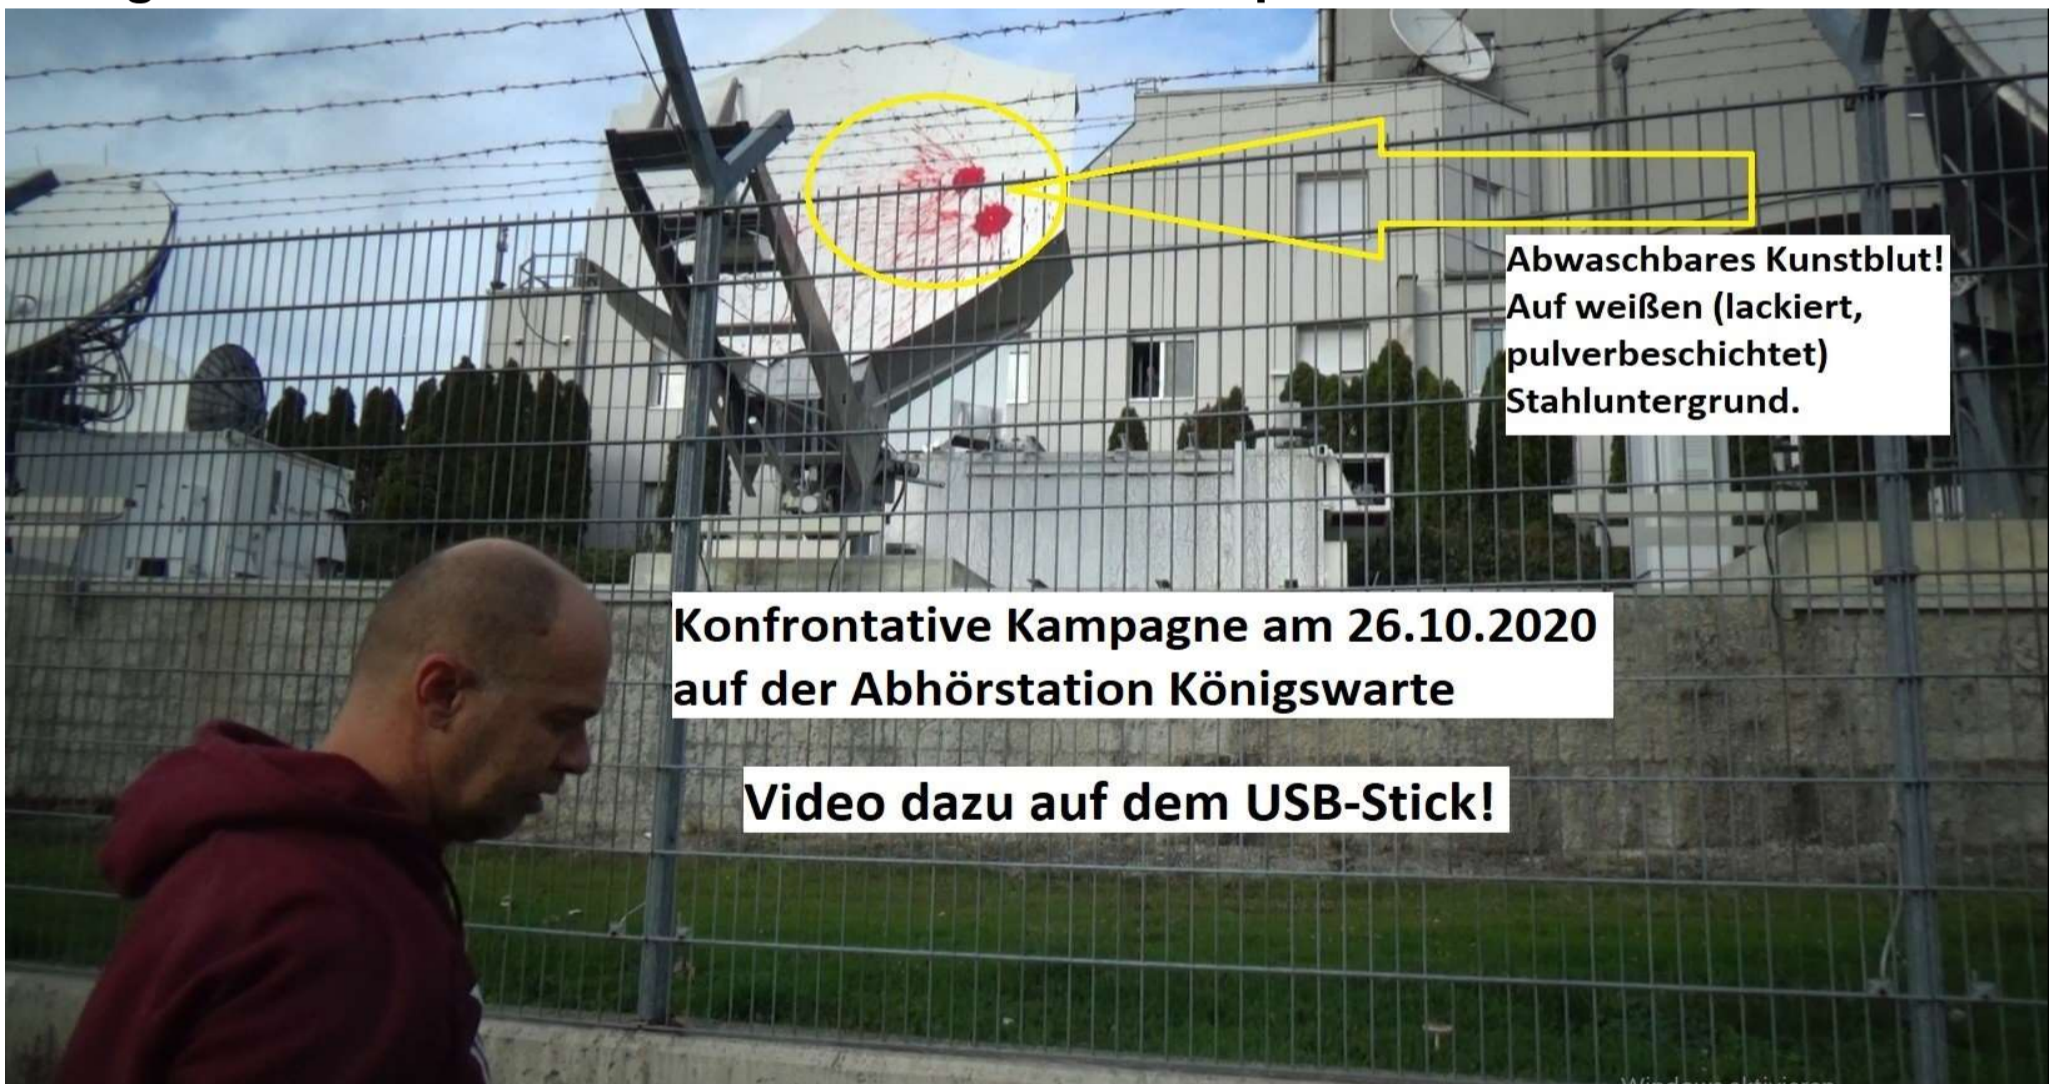 Abwaschbares Kunstblut!
Auf weißen (lackiert,
pulverbeschichtet)
Stahluntergrund.
Konfrontative Kampagne am 26.10.2020
auf der Abhörstation Königswarte
Video dazu auf dem USB-Stick!